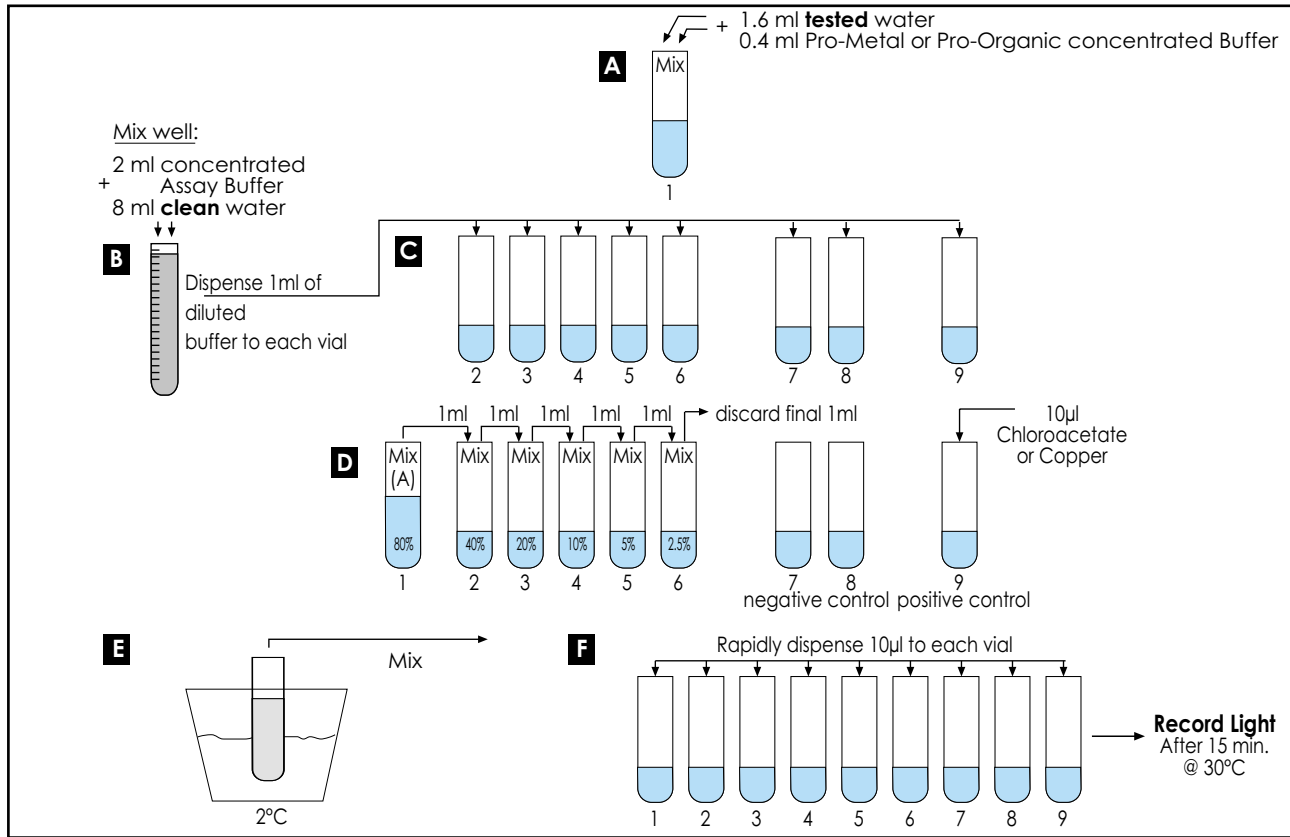 + 1.6 ml tested water
0.4 ml Pro-Metal or Pro-Organic concentrated Buffer
A
Mix
1
Mix well:
2 ml concentrated
+ Assay Buffer
8 ml clean water
B
Dispense 1ml of
diluted
buffer to each vial
C
2 3 4 5 6 7 8 9
1ml 1ml 1ml 1ml 1ml discard final 1ml
10µl
Chloroacetate
or Copper
D
Mix
(A)
Mix Mix Mix Mix Mix
80% 40% 20% 10% 5% 2.5%
1 2 3 4 5 6 7 8 9
negative control positive control
E
Mix
2ºC
F
Rapidly dispense 10µl to each vial
1 2 3 4 5 6 7 8 9
Record Light
After 15 min.
@ 30ºC